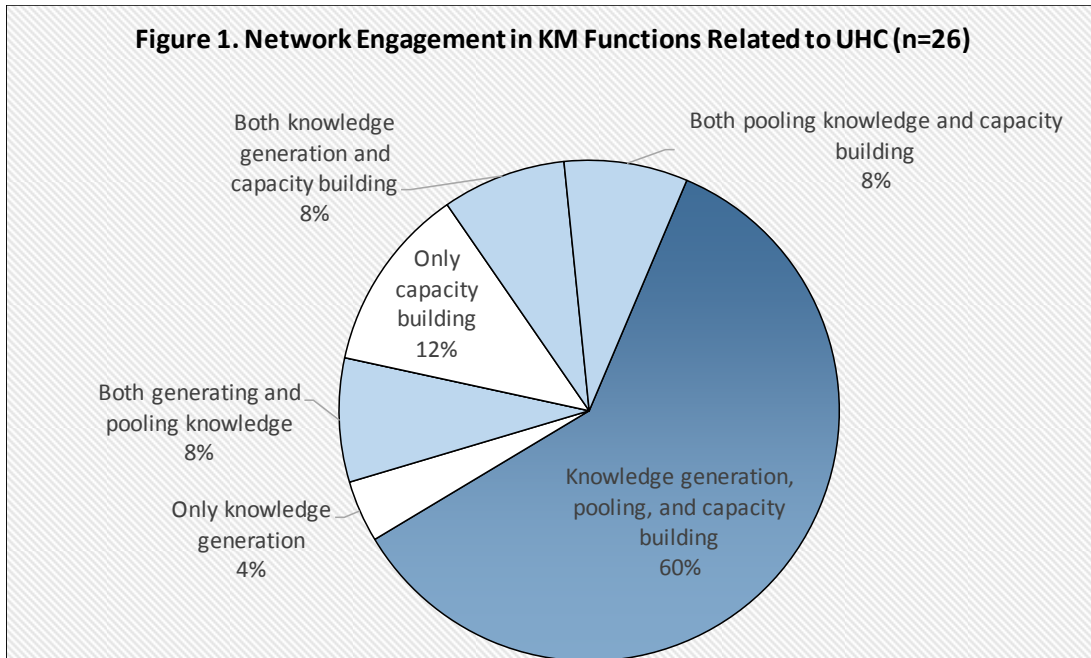 Figure 1. Network Engagement in KM Functions Related to UHC (n=26)
Both pooling knowledge and capacity
building
8%
Both knowledge
generation and
capacity building
8%
Only
capacity
building
12%
Both generating and
pooling knowledge
8%
Only knowledge
generation
4%
Knowledge generation,
pooling, and capacity
building
60%